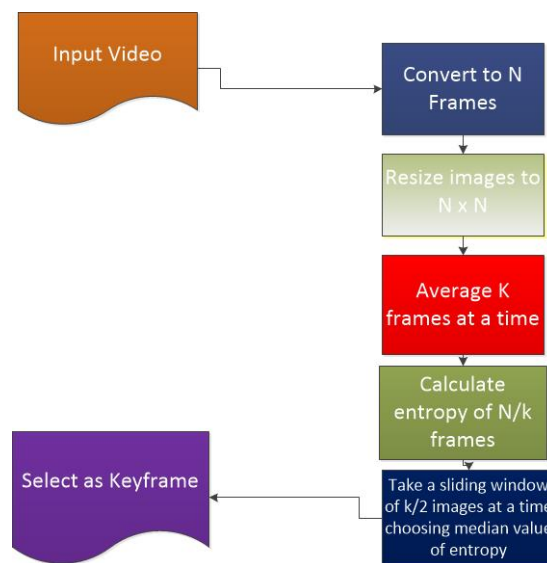 Input Video
Convert to N
Frames
Resize images to
N x N
Average K
frames at a time
Calculate
entropy of N/k
frames
Take a sliding window
of k/2 images at a time
choosing median value
of entropy
Select as Keyframe